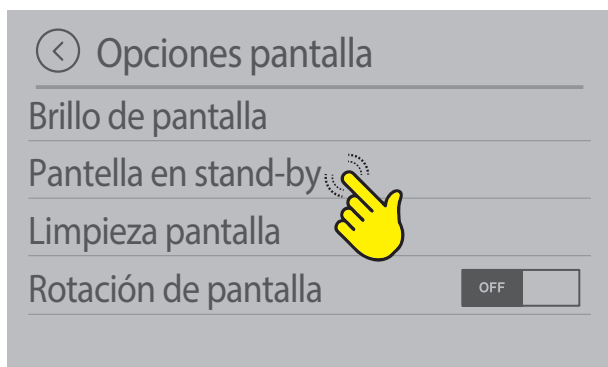 Opciones pantalla
Brillo de pantalla
Pantella en stand-by
Limpieza pantalla
Rotación de pantalla OFF